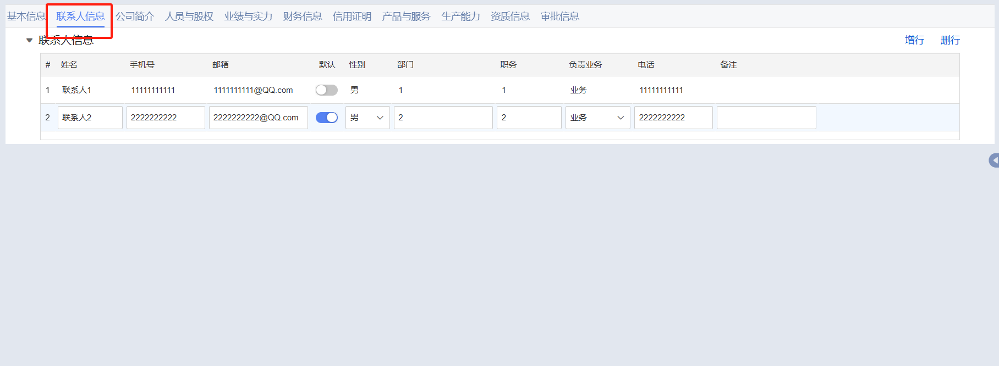 基本信息 联系人信息 公司简介 人员与股权 业绩与实力 财务信息 信用证明 产品与服务 生产能力 资质信息 审批信息
联系人信息 增行 删行
# 姓名 手机号 邮箱 默认 性别 部门 职务 负责业务 电话 备注
1 联系人1 11111111111 1111111111@QQ.com 男 1 1 业务 11111111111
2 联系人2 2222222222 2222222222@QQ.com 男 2 2 业务 2222222222